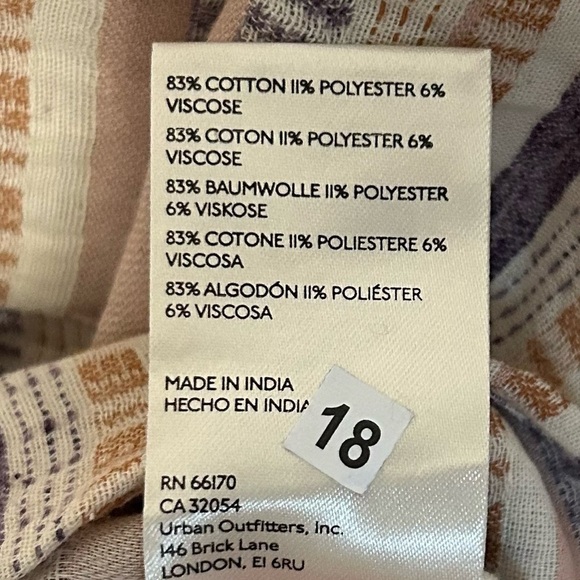 83% COTTON 11% POLYESTER 6%
VISCOSE
83% COTON 11% POLYESTER 6%
VISCOSE
83% BAUMWOLLE 11% POLYESTER
6% VISKOSE
83% COTONE 11% POLIESTERE 6%
VISCOSA
83% ALGODÓN 11% POLIÉSTER
6% VISCOSA
MADE IN INDIA
HECHO EN INDIA
18
RN 66170
CA 32054
Urban Outfitters, Inc.
146 Brick Lane
LONDON, E1 6RU